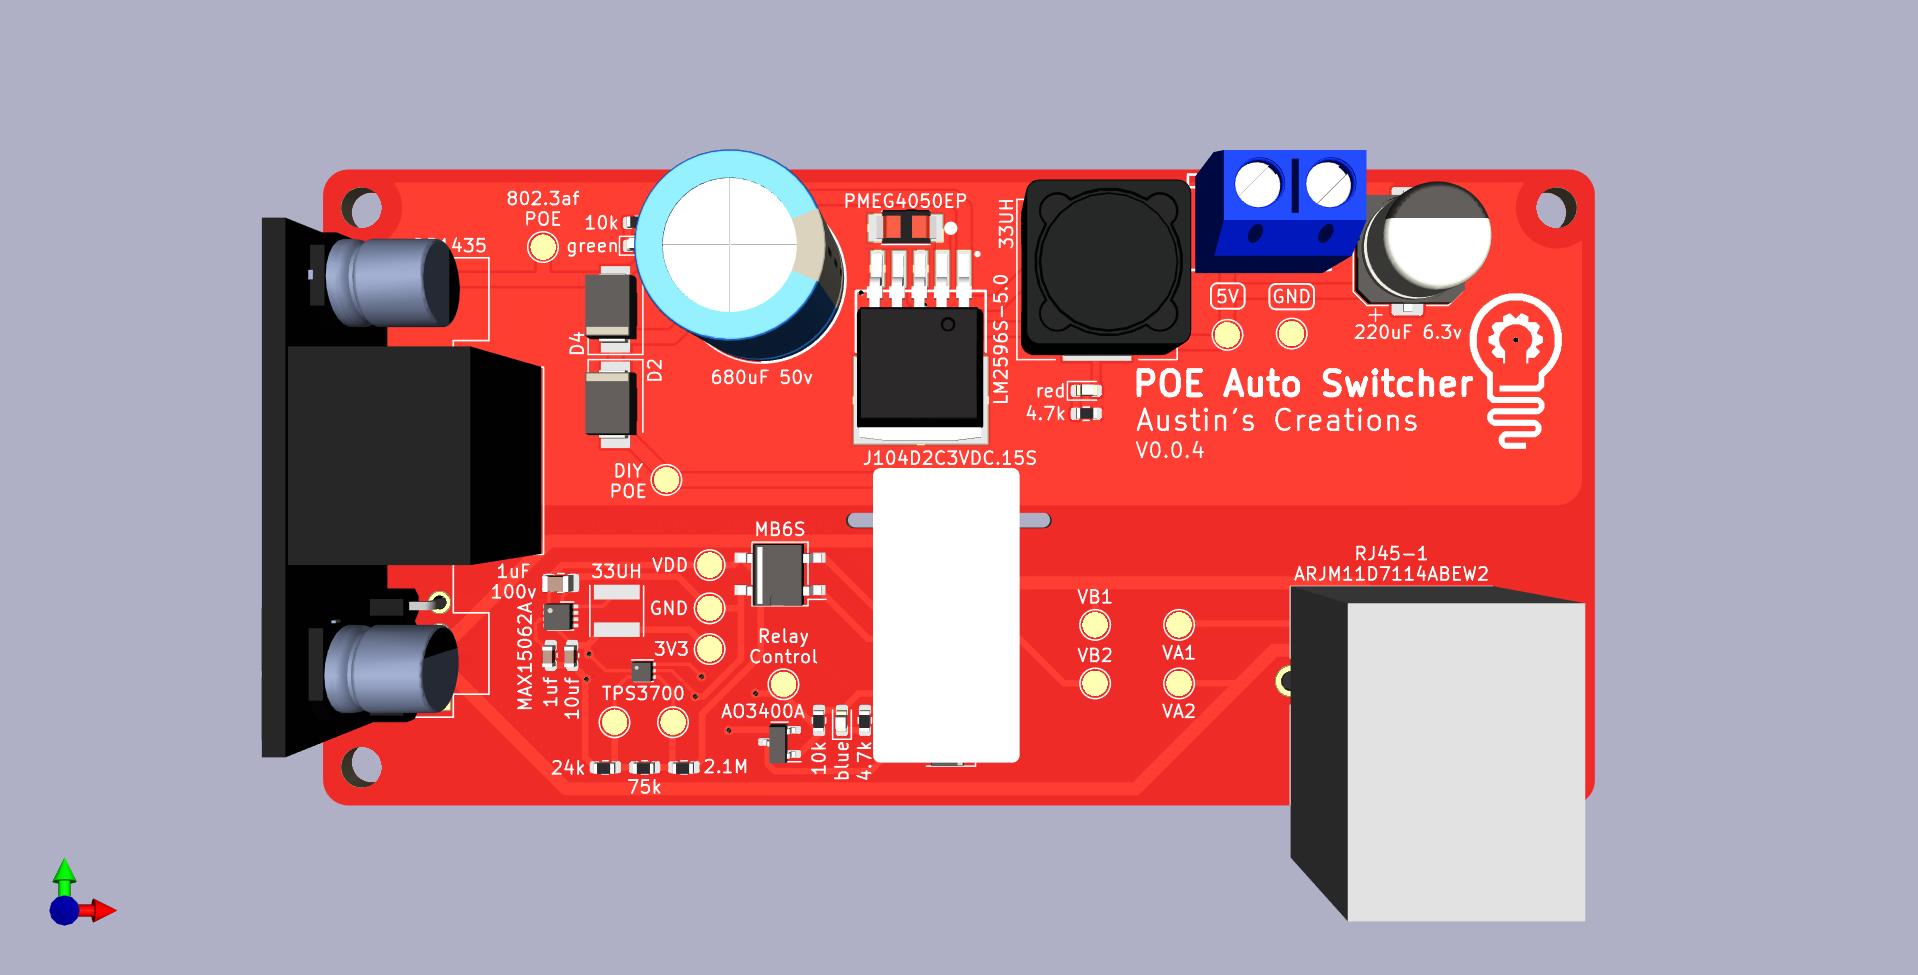 802.3af
POE
10k
green
1435
D4
D2
680uF 50v
PMEG4050EP
LM2596S-5.0
33UH
5V
GND
+
220uF 6.3v
red
4.7k
POE Auto Switcher
Austin's Creations
V0.0.4
DIY
POE
J104D2C3VDC.15S
MB6S
1uF
100v
33UH
VDD
GND
3V3
MAX15062A
1uf
10uf
TPS3700
Relay
Control
AO3400A
10k
blue
4.7k
24k
75k
2.1M
VB1
VB2
VA1
VA2
RJ45-1
ARJM11D7114ABEW2